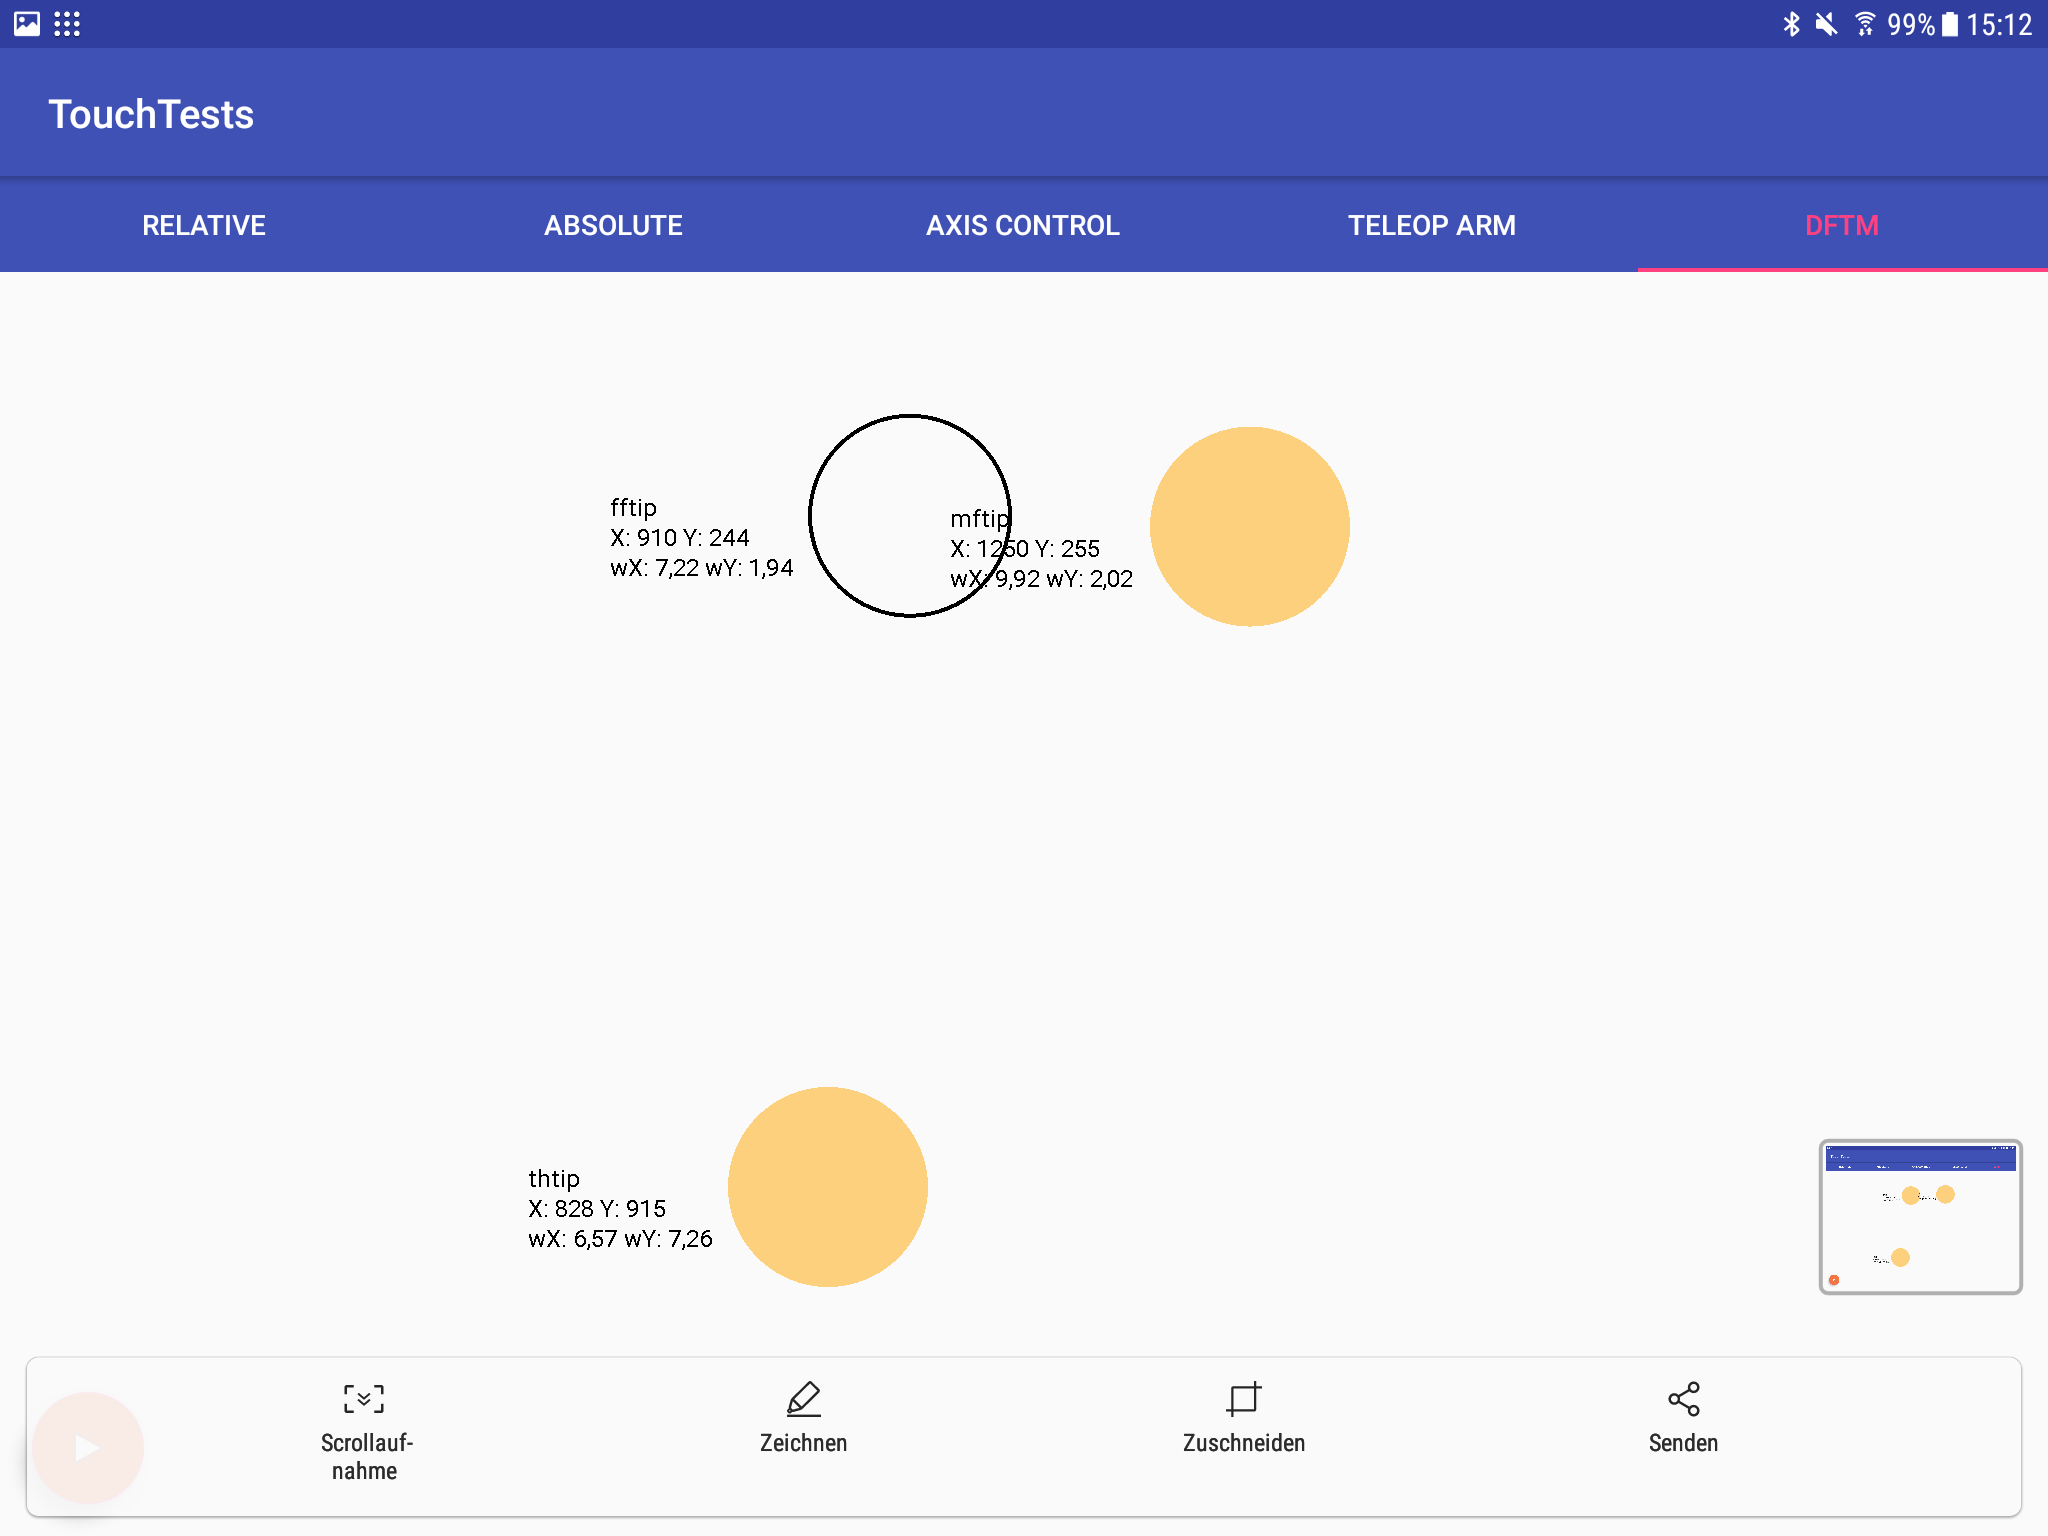 99% 15:12
TouchTests
RELATIVE ABSOLUTE AXIS CONTROL TELEOP ARM DFTM
fftip
X: 910 Y: 244
wX: 7,22 wY: 1,94
mftip
X: 1250 Y: 255
wX: 9,92 wY: 2,02
thtip
X: 828 Y: 915
wX: 6,57 wY: 7,26
Scrollauf-
nahme
Zeichnen
Zuschneiden
Senden